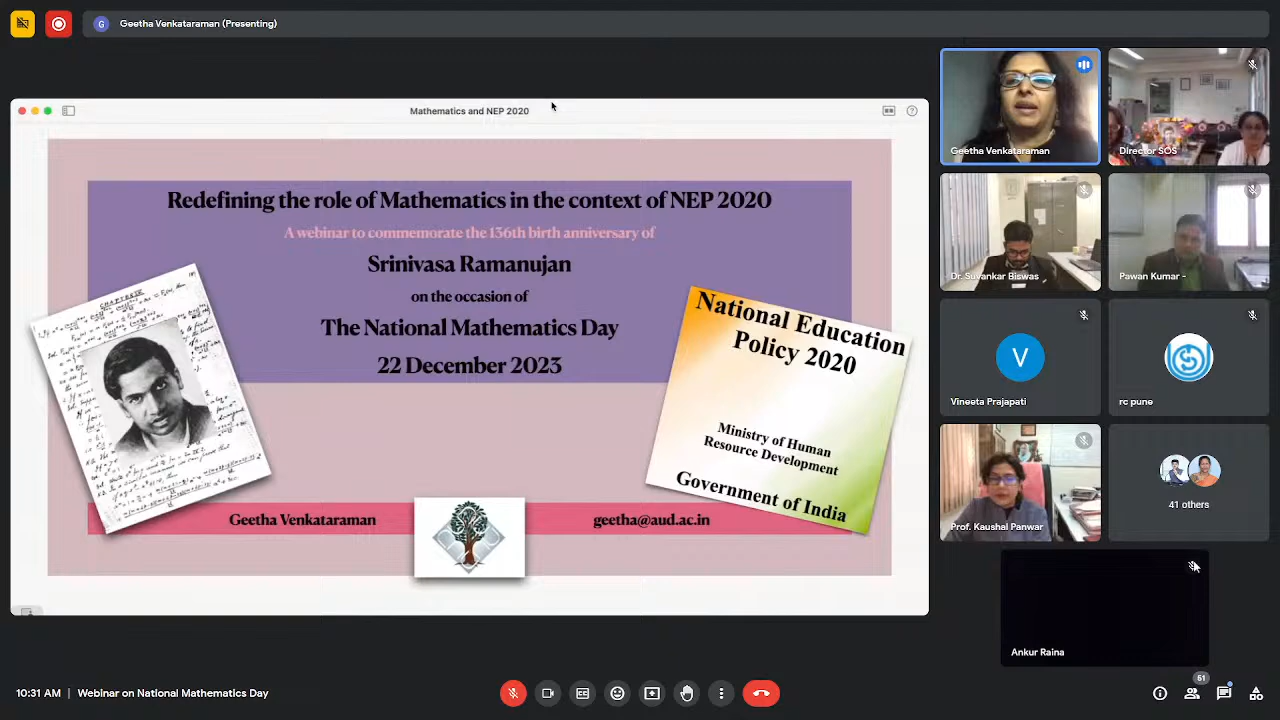 Geetha Venkataraman (Presenting)
Mathematics and NEP 2020
Redefining the role of Mathematics in the context of NEP 2020
A webinar to commemorate the 136th birth anniversary of
Srinivasa Ramanujan
on the occasion of
The National Mathematics Day
22 December 2023
National Education
Policy 2020
Ministry of Human
Resource Development
Government of India
Geetha Venkataraman
geetha@aud.ac.in
G
Geetha Venkataraman
Director SOS
Dr. Suvankar Biswas
Pawan Kumar -
V
Vineeta Prajapati
rc pune
Prof. Kaushal Panwar
41 others
Ankur Raina
10:31 AM | Webinar on National Mathematics Day
61